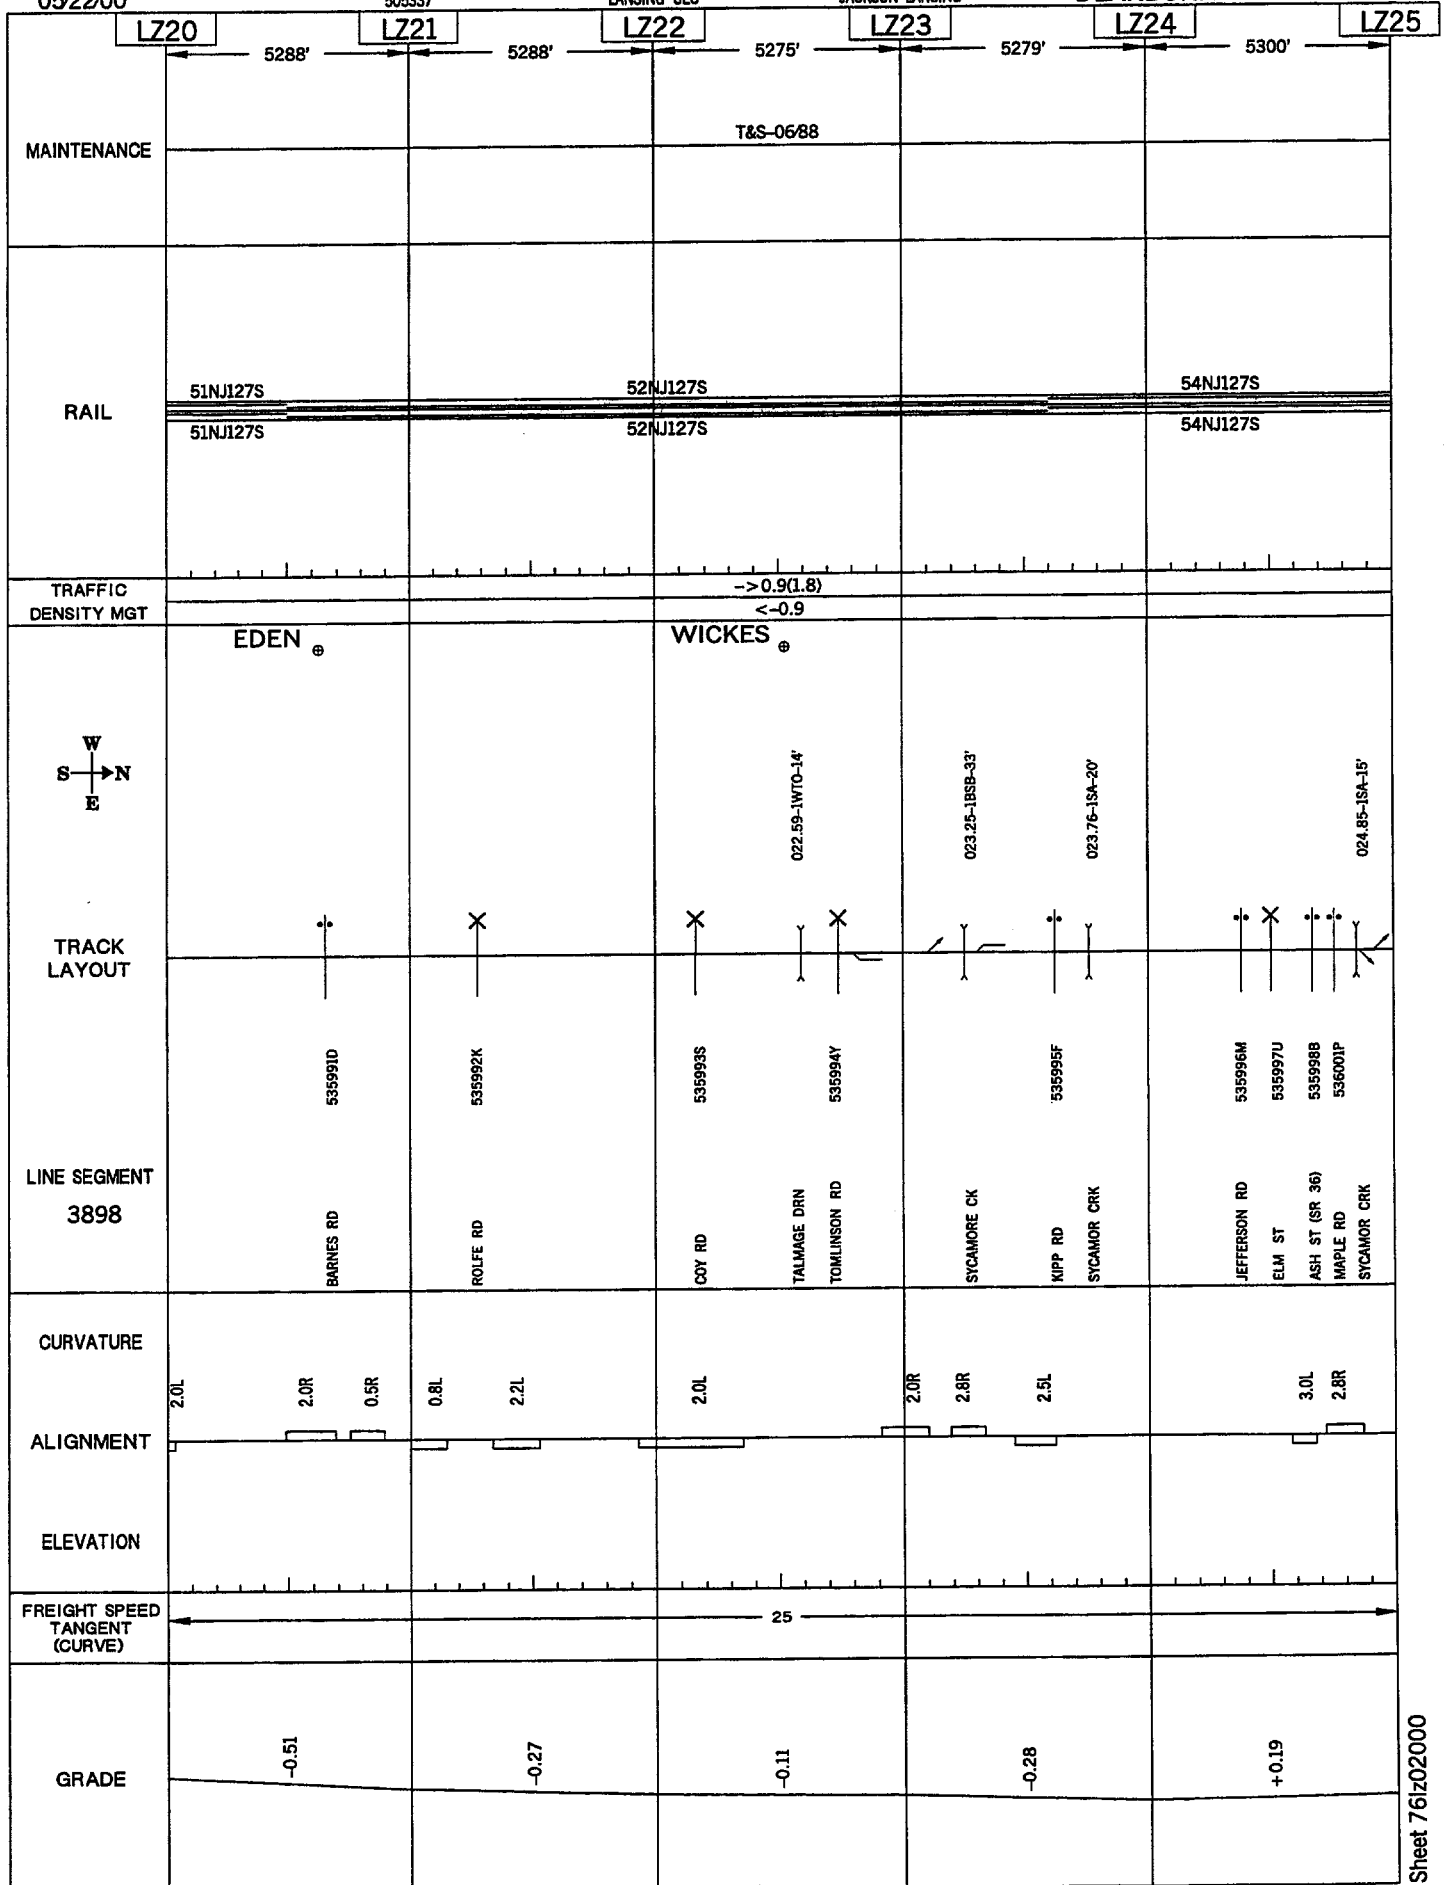 05/22/00
LZ20
LZ21
LZ22
LZ23
LZ24
LZ25
5288'
5288'
5275'
5279'
5300'
MAINTENANCE
T&S-06/88
RAIL
51NJ127S
52NJ127S
54NJ127S
51NJ127S
52NJ127S
54NJ127S
TRAFFIC
DENSITY MGT
->0.9(1.8)
<-0.9
EDEN
WICKES
W
S
N
E
022.59-1WTO-14'
023.25-1BSB-33'
023.76-1SA-20'
024.85-1SA-15'
TRACK
LAYOUT
535991D
535992K
535993S
535994Y
535995F
535996M
535997U
535998B
536001P
LINE SEGMENT
3898
BARNES RD
ROLFE RD
COY RD
TALMAGE DRN
TOMLINSON RD
SYCAMORE CK
KIPP RD
SYCAMOR CRK
JEFFERSON RD
ELM ST
ASH ST (SR 36)
MAPLE RD
SYCAMOR CRK
CURVATURE
2.0L
2.0R
0.5R
0.8L
2.2L
2.0L
2.0R
2.8R
2.5L
3.0L
2.8R
ALIGNMENT
ELEVATION
FREIGHT SPEED
TANGENT
(CURVE)
25
GRADE
-0.51
-0.27
-0.11
-0.28
+0.19
Sheet 76lz02000